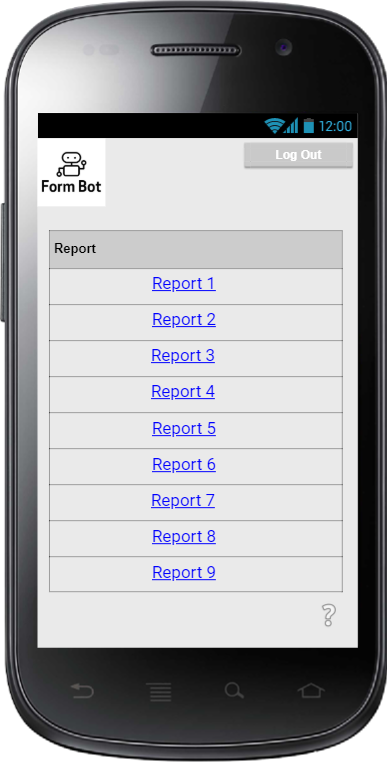 12:00
Log Out
Form Bot
Report
Report 1
Report 2
Report 3
Report 4
Report 5
Report 6
Report 7
Report 8
Report 9
?